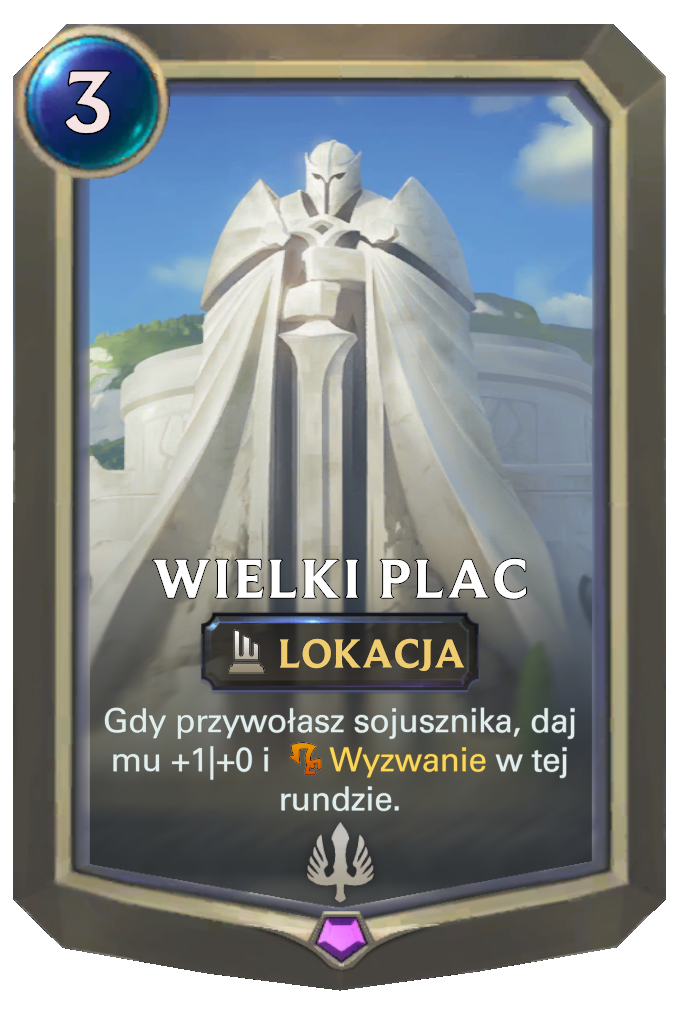 3
WIELKI PLAC
LOKACJA
Gdy przywołasz sojusznika, daj
mu +1|+0 i Wyzwanie w tej
rundzie.